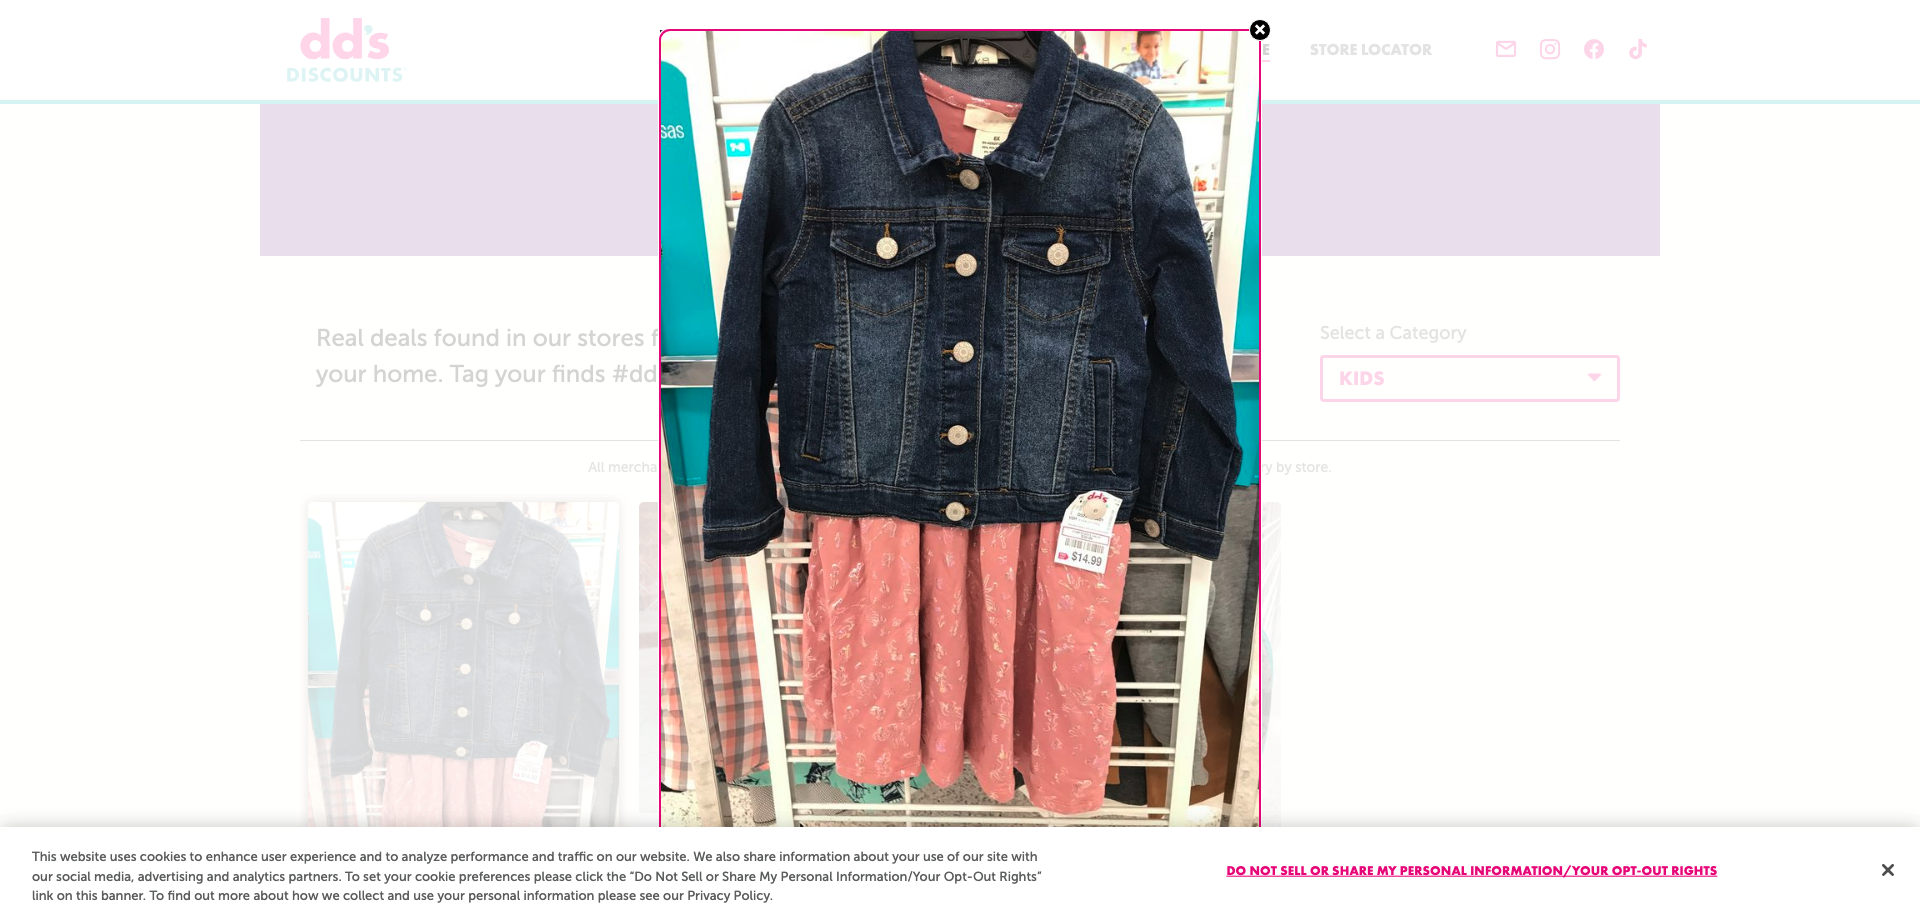 dd's
DISCOUNTS
STORE LOCATOR
sas
dd's
$14.99
Real deals found in our stores
your home. Tag your finds #dd
Select a Category
KIDS
All mercha
ry by store.
This website uses cookies to enhance user experience and to analyze performance and traffic on our website. We also share information about your use of our site with
our social media, advertising and analytics partners. To set your cookie preferences please click the “Do Not Sell or Share My Personal Information/Your Opt-Out Rights”
link on this banner. To find out more about how we collect and use your personal information please see our Privacy Policy.
DO NOT SELL OR SHARE MY PERSONAL INFORMATION/YOUR OPT-OUT RIGHTS